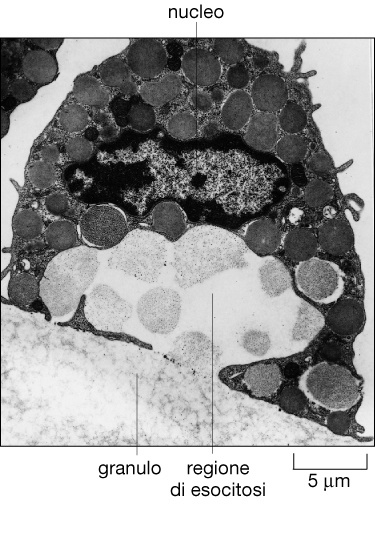 nucleo
granulo
regione
di esocitosi
5 μm